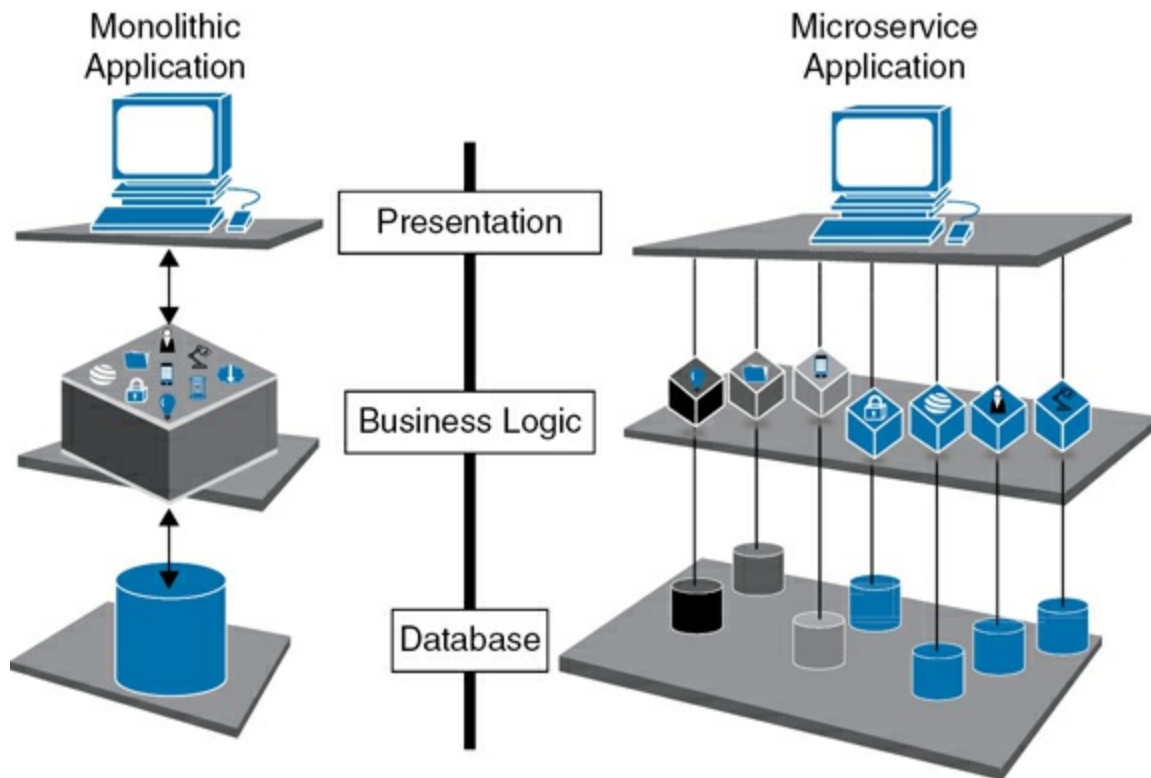 Monolithic
Application
Microservice
Application
Presentation
Business Logic
Database